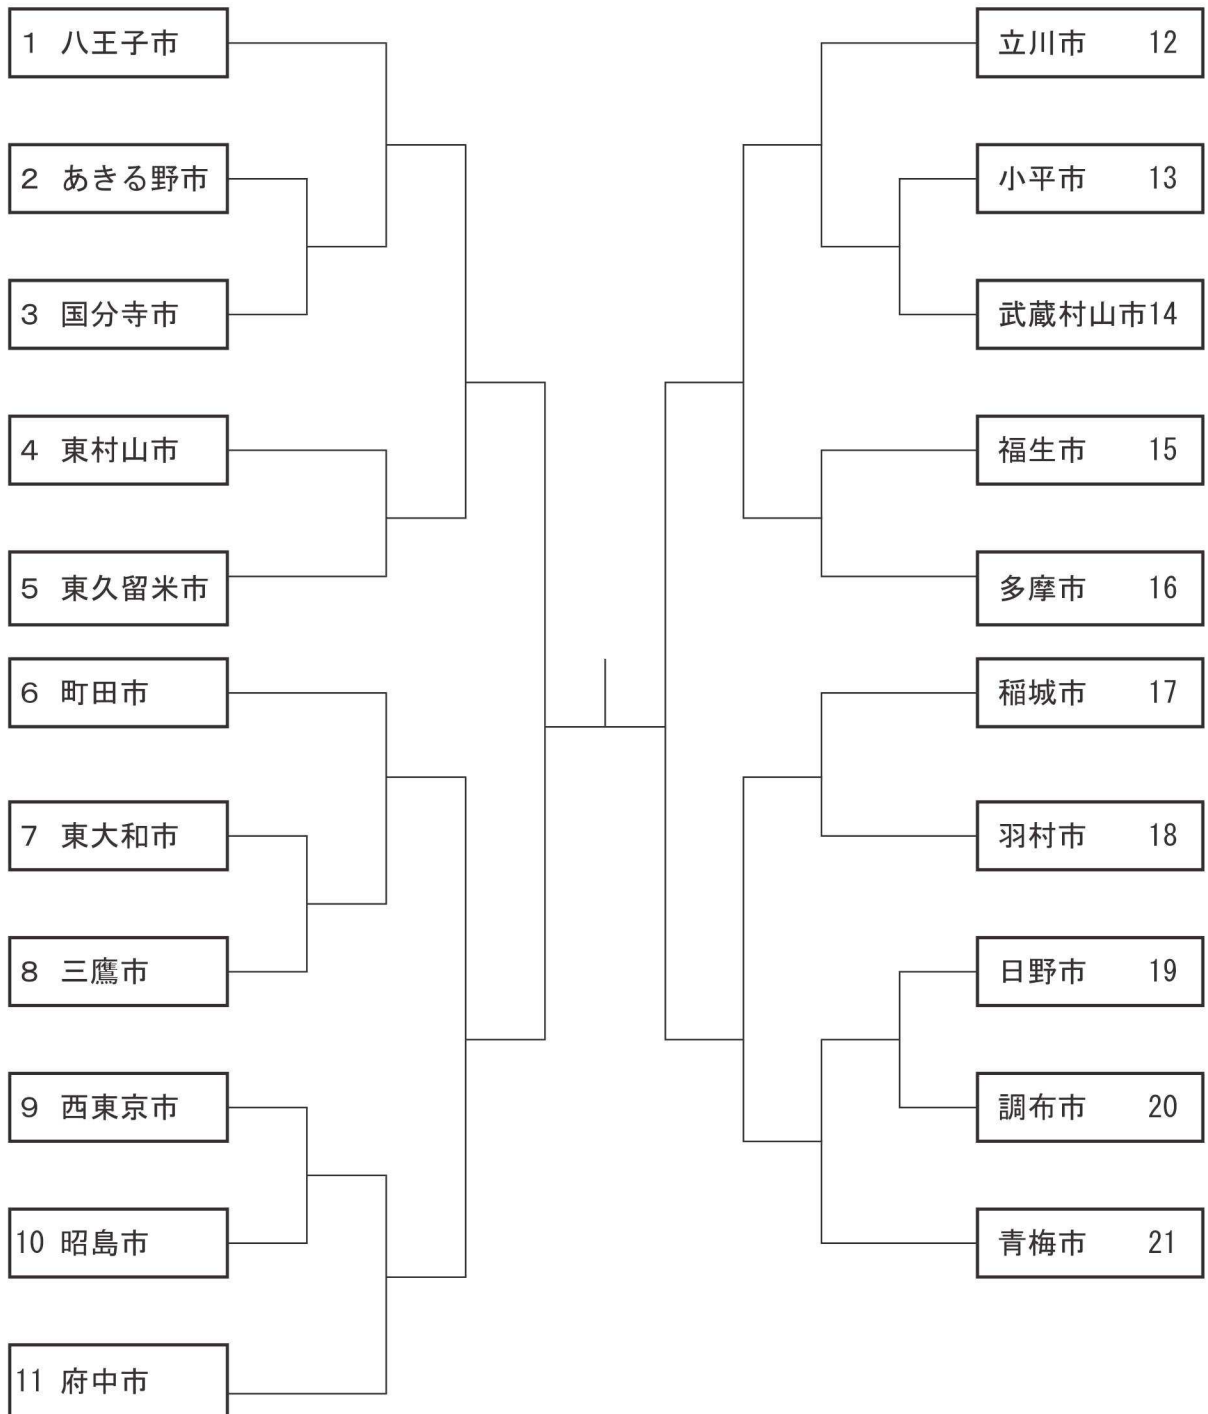 1 八王子市
2 あきる野市
3 国分寺市
4 東村山市
5 東久留米市
6 町田市
7 東大和市
8 三鷹市
9 西東京市
10 昭島市
11 府中市
立川市 12
小平市 13
武蔵村山市14
福生市 15
多摩市 16
稲城市 17
羽村市 18
日野市 19
調布市 20
青梅市 21